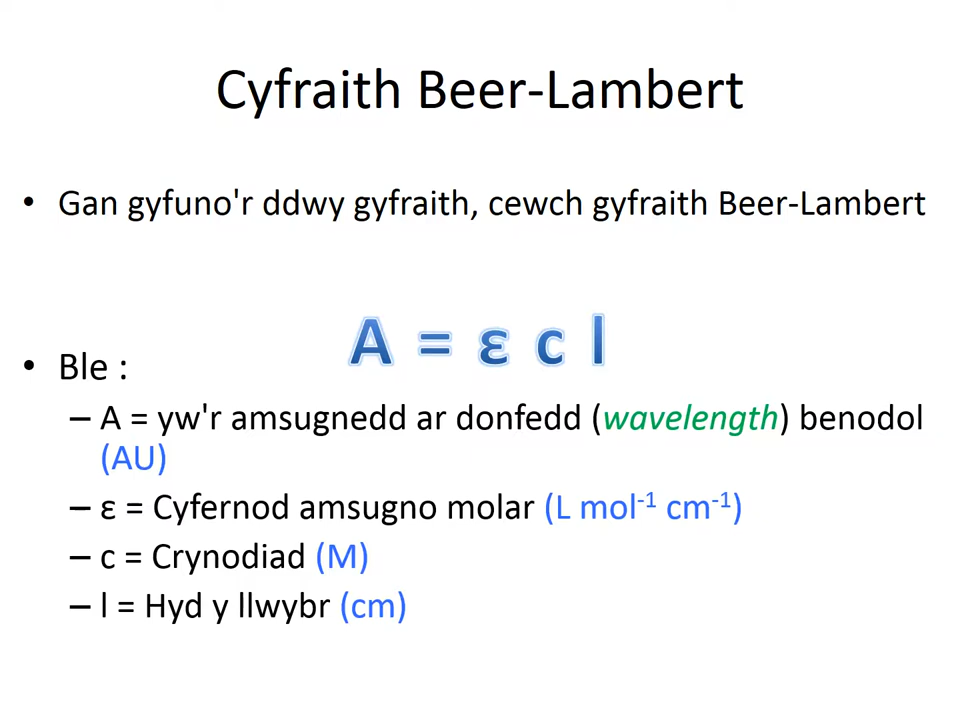 Cyfraith Beer-Lambert
• Gan gyfuno'r ddwy gyfraith, cewch gyfraith Beer-Lambert
A = ε c l
• Ble :
– A = yw'r amsugnedd ar donfedd (wavelength) benodol
(AU)
– ε = Cyfernod amsugno molar (L mol⁻¹ cm⁻¹)
– c = Crynodiad (M)
– l = Hyd y llwybr (cm)